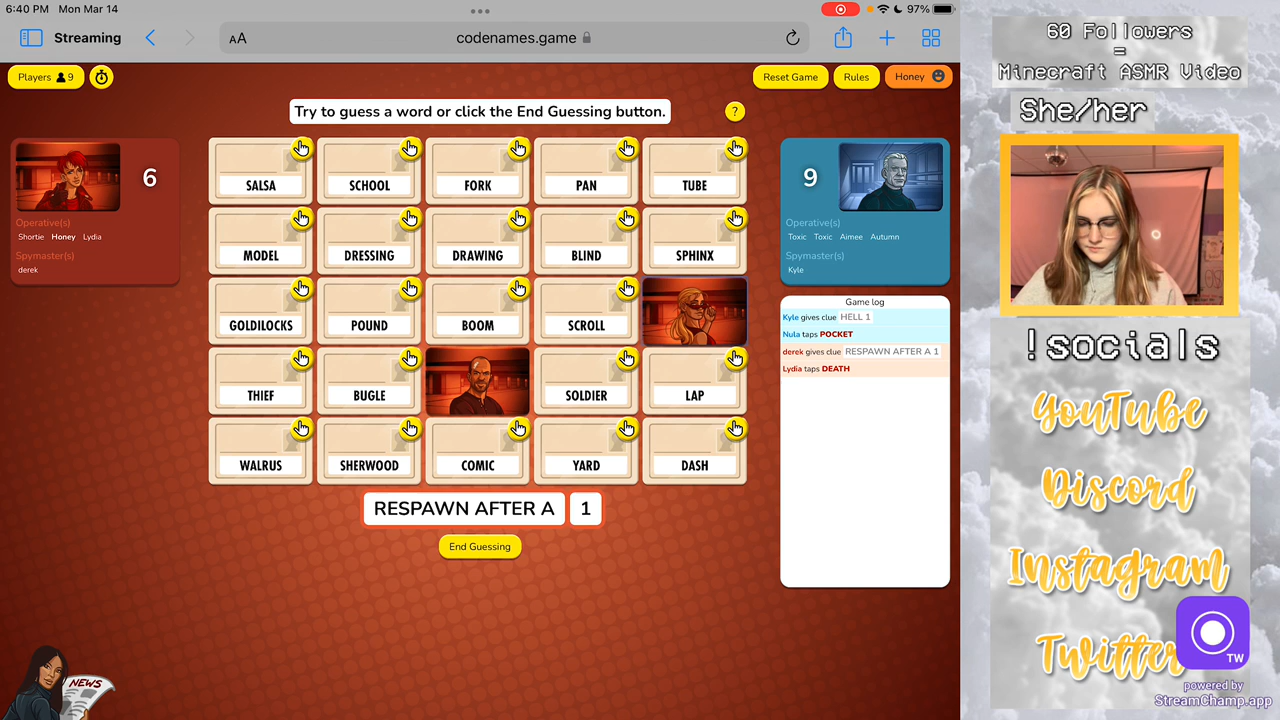 6:40 PM Mon Mar 14
97%
Streaming
AA
codenames.game
Players 9
Reset Game
Rules
Honey
Try to guess a word or click the End Guessing button.
?
6
Operative(s)
Shortie Honey Lydia
Spymaster(s)
derek
SALSA SCHOOL FORK PAN TUBE
MODEL DRESSING DRAWING BLIND SPHINX
GOLDILOCKS POUND BOOM SCROLL
THIEF BUGLE SOLDIER LAP
WALRUS SHERWOOD COMIC YARD DASH
RESPAWN AFTER A 1
End Guessing
9
Operative(s)
Toxic Toxic Aimee Autumn
Spymaster(s)
Kyle
Game log
Kyle gives clue HELL 1
Nula taps POCKET
derek gives clue RESPAWN AFTER A 1
Lydia taps DEATH
NEWS
60 Followers
=
Minecraft ASMR Video
She/her
!socials
YouTube
Discord
Instagram
Twitter
TW
powered by
StreamChamp.app